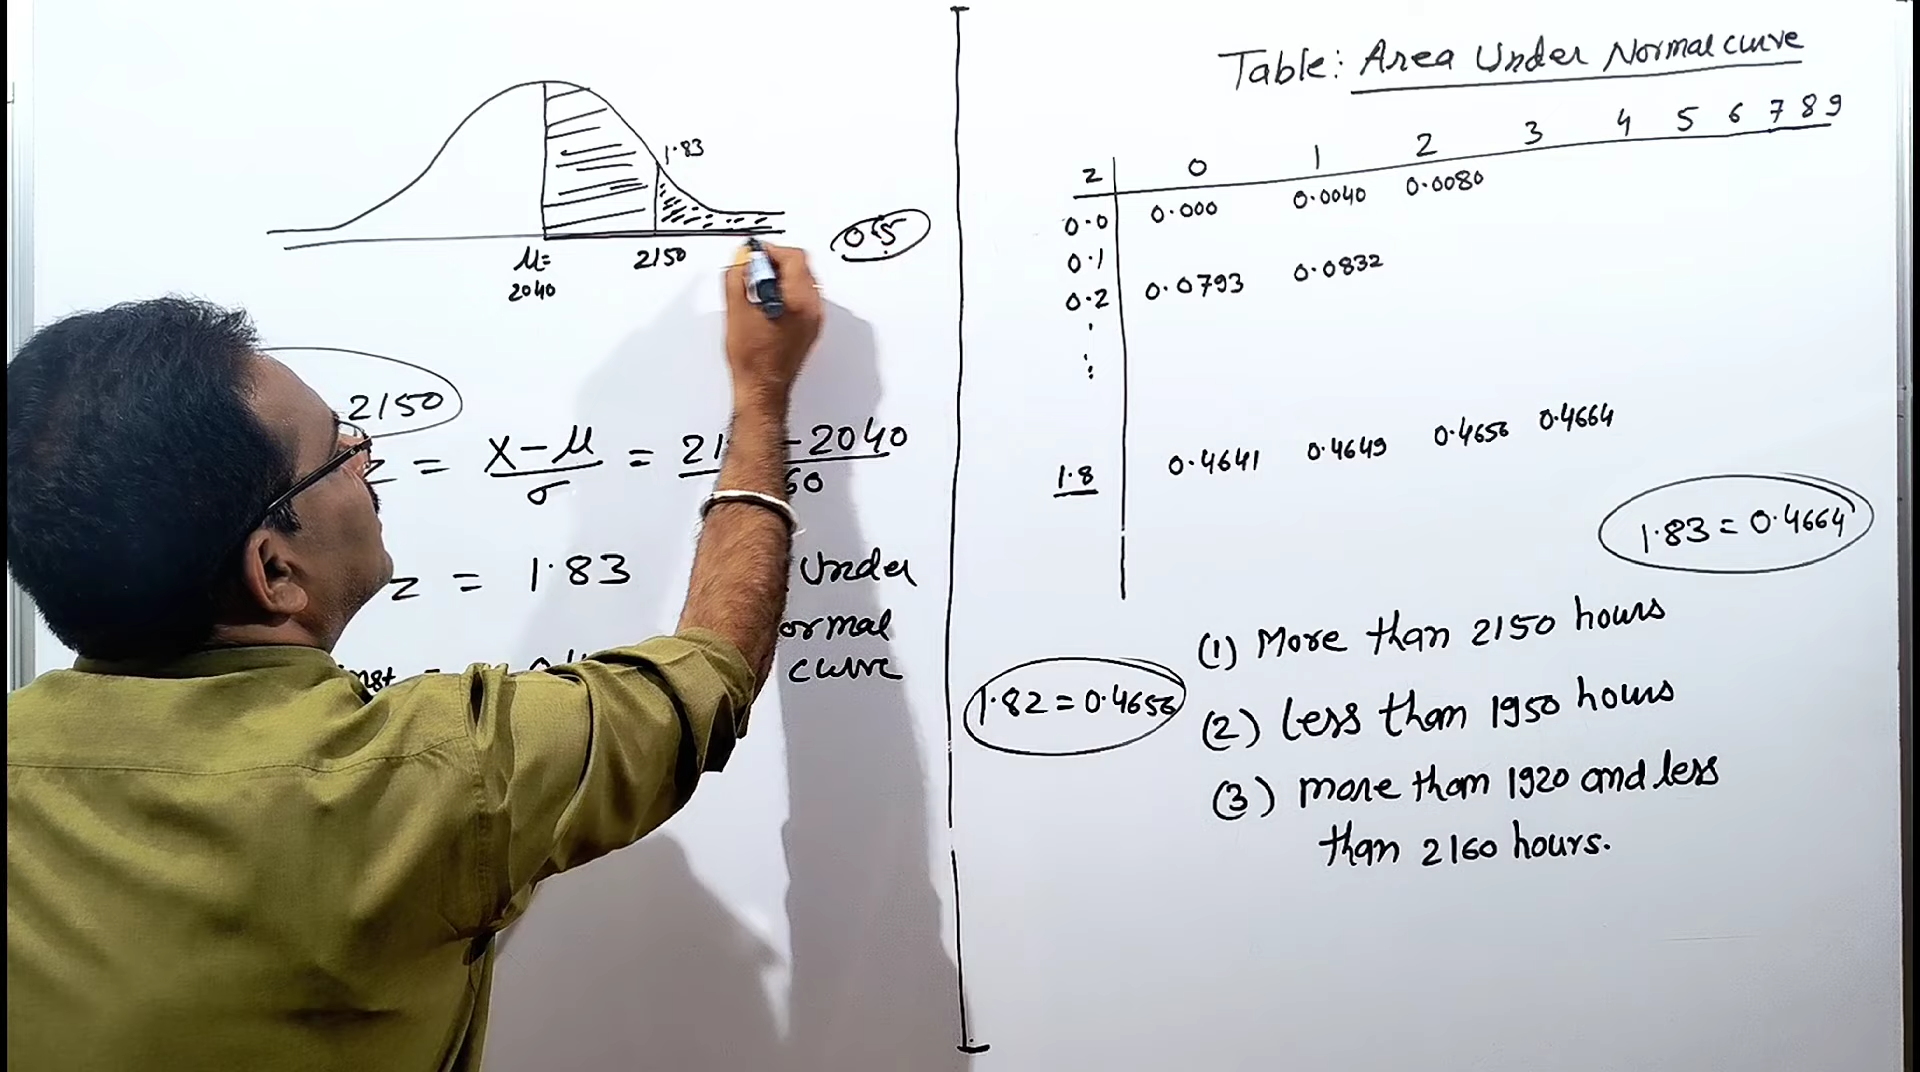 1.83
0.5
μ=
2040
2150
2150
z = X-μ / σ = 2040
z = 1.83
Under
curve
Table: Area Under Normal curve
z 0 1 2 3 4 5 6 7 8 9
0.0 0.000 0.0040 0.0080
0.1
0.2 0.0793 0.0832
1.8 0.4641 0.4649 0.4656 0.4664
1.83 = 0.4664
1.82 = 0.4656
(1) More than 2150 hours
(2) less than 1950 hours
(3) more than 1920 and less
than 2160 hours.